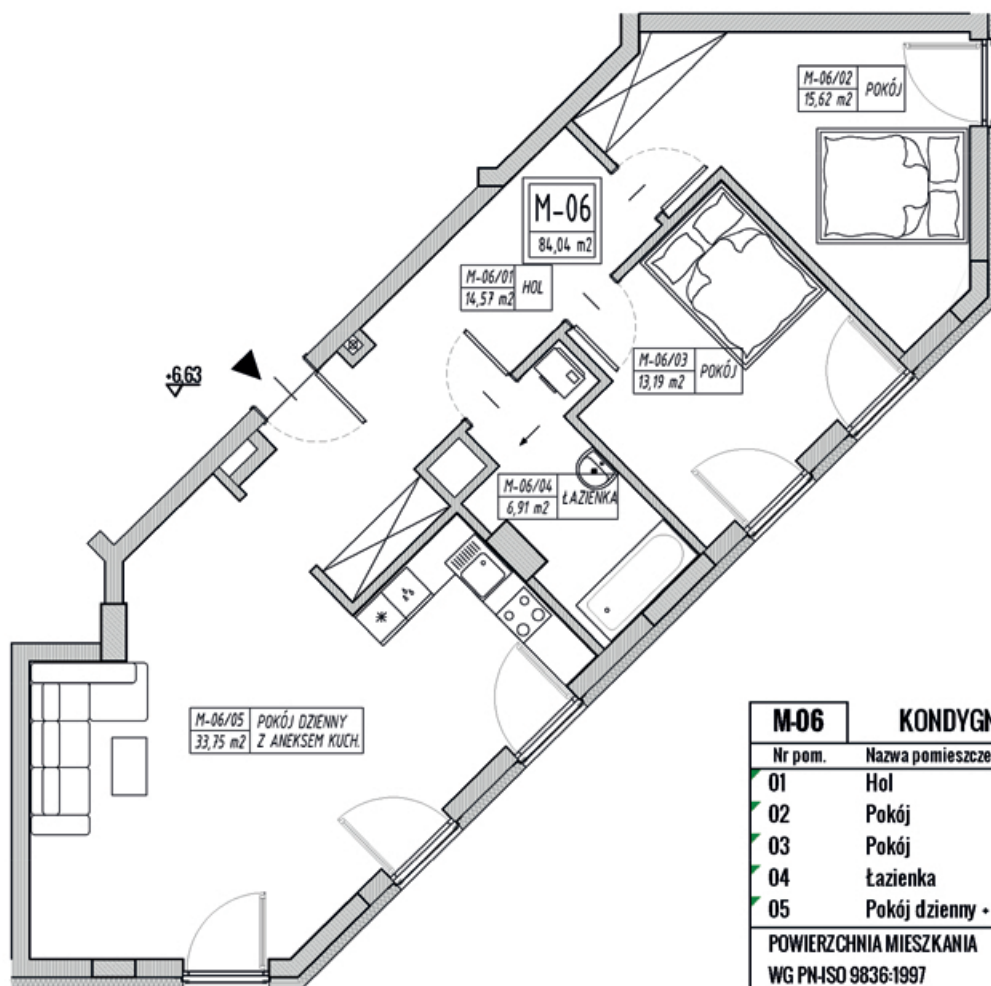 M-06/02
15,62 m2
POKÓJ
M-06
84,04 m2
M-06/01
14,57 m2
HOL
+6.63
M-06/03
13,19 m2
POKÓJ
M-06/04
6,91 m2
ŁAZIENKA
M-06/05
33,75 m2
POKÓJ DZIENNY
Z ANEKSEM KUCH.
M-06 KONDYGN
Nr pom. Nazwa pomieszcze
01 Hol
02 Pokój
03 Pokój
04 Łazienka
05 Pokój dzienny +
POWIERZCHNIA MIESZKANIA
WG PN-ISO 9836:1997